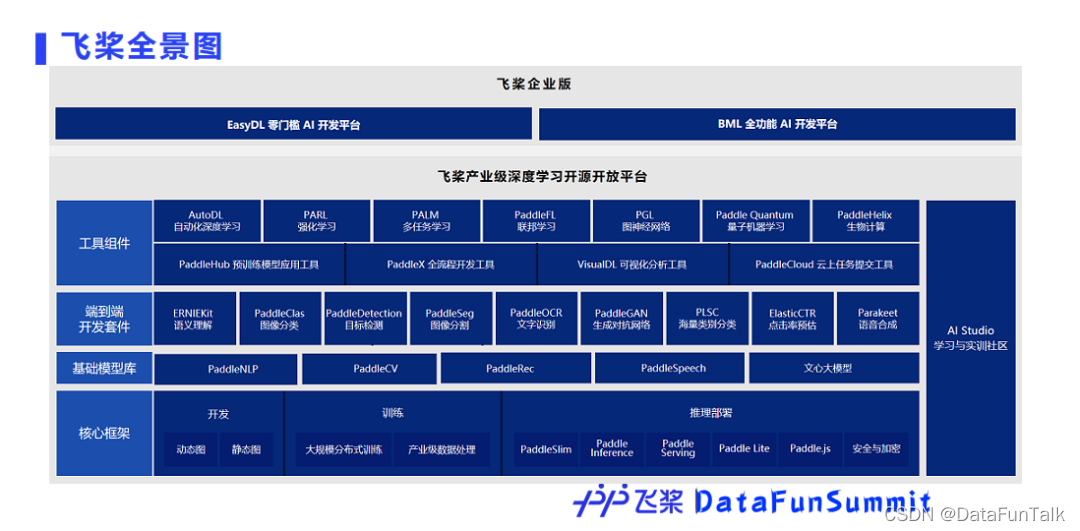 飞桨全景图
飞桨企业版
EasyDL 零门槛 AI 开发平台
BML 全功能 AI 开发平台
飞桨产业级深度学习开源开放平台
工具组件
AutoDL
自动化深度学习
PARL
强化学习
PALM
多任务学习
PaddleFL
联邦学习
PGL
图神经网络
Paddle Quantum
量子机器学习
PaddleHelix
生物计算
PaddleHub 预训练模型应用工具
PaddleX 全流程开发工具
VisualDL 可视化分析工具
PaddleCloud 云上任务提交工具
端到端
开发套件
ERNIEKit
语义理解
PaddleClas
图像分类
PaddleDetection
目标检测
PaddleSeg
图像分割
PaddleOCR
文字识别
PaddleGAN
生成对抗网络
PLSC
海量类别分类
ElasticCTR
点击率预估
Parakeet
语音合成
基础模型库
PaddleNLP
PaddleCV
PaddleRec
PaddleSpeech
文心大模型
核心框架
开发
动态图
静态图
训练
大规模分布式训练
产业级数据处理
推理部署
PaddleSlim
Paddle
Inference
Paddle
Serving
Paddle Lite
Paddle.js
安全与加密
AI Studio
学习与实训社区
飞桨 DataFunSummit
CSDN @DataFunTalk